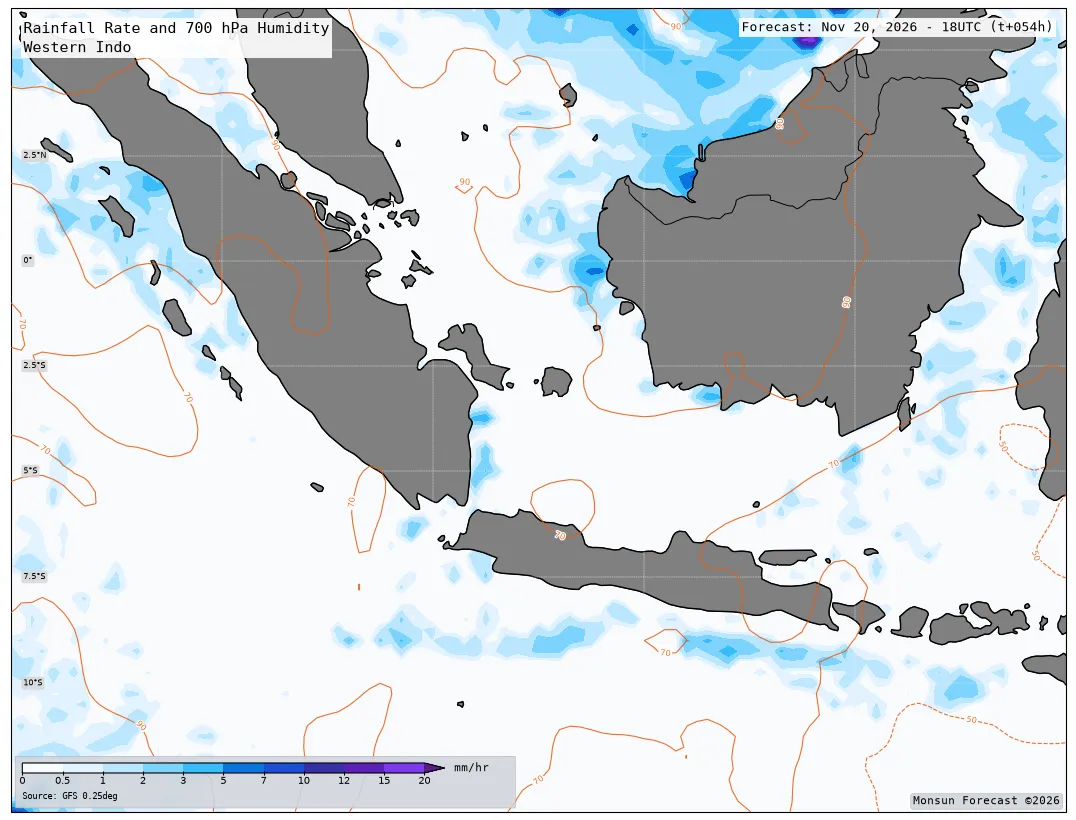 Rainfall Rate and 700 hPa Humidity
Western Indo
Forecast: Nov 20, 2026 - 18UTC (t+054h)
90
90
90
90
2.5°N
0°
90
70
2.5°S
70
70
50
70
5°S
70
70
50
7.5°S
70
10°S
90
50
70
0 0.5 1 2 3 5 7 10 12 15 20 mm/hr
Source: GFS 0.25deg
Monsun Forecast ©2026